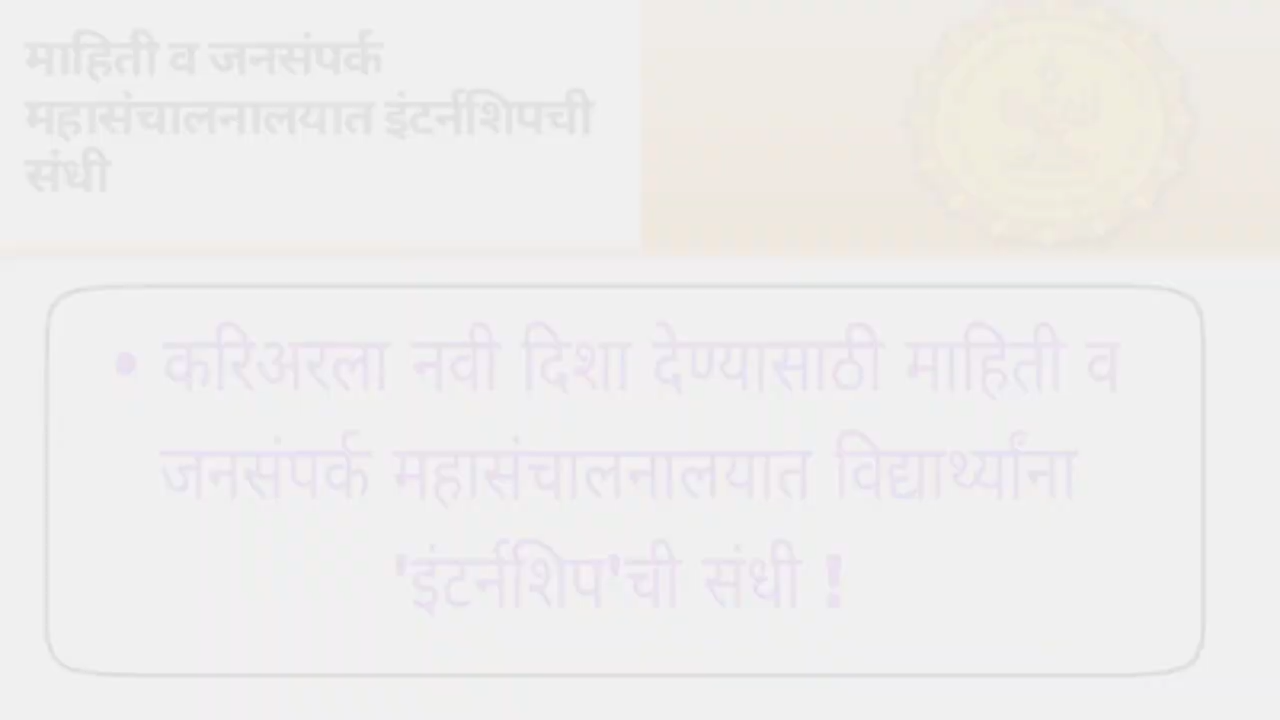 माहिती व जनसंपर्क
महासंचालनालयात इंटर्नशिपची
संधी
• करिअरला नवी दिशा देण्यासाठी माहिती व
जनसंपर्क महासंचालनालयात विद्यार्थ्यांना
'इंटर्नशिप'ची संधी !